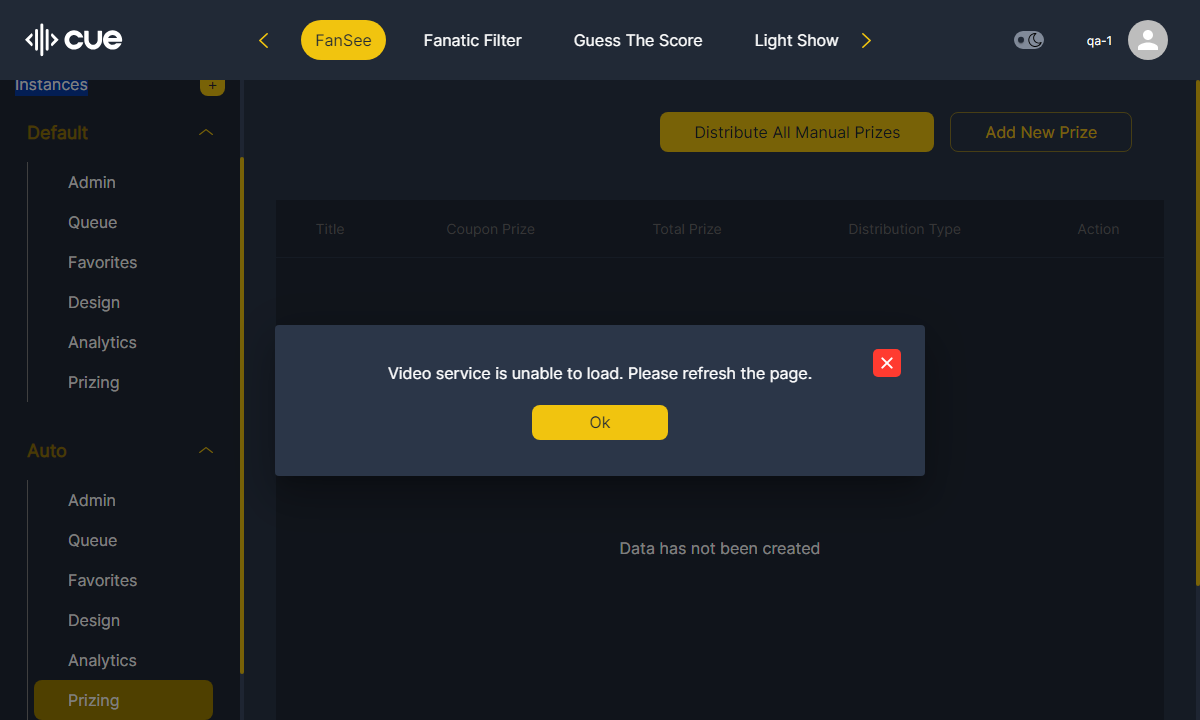 cue
FanSee
Fanatic Filter
Guess The Score
Light Show
qa-1
Instances
+
Default
Admin
Queue
Favorites
Design
Analytics
Prizing
Auto
Admin
Queue
Favorites
Design
Analytics
Prizing
Distribute All Manual Prizes
Add New Prize
Title Coupon Prize Total Prize Distribution Type Action
Video service is unable to load. Please refresh the page.
Ok
Data has not been created